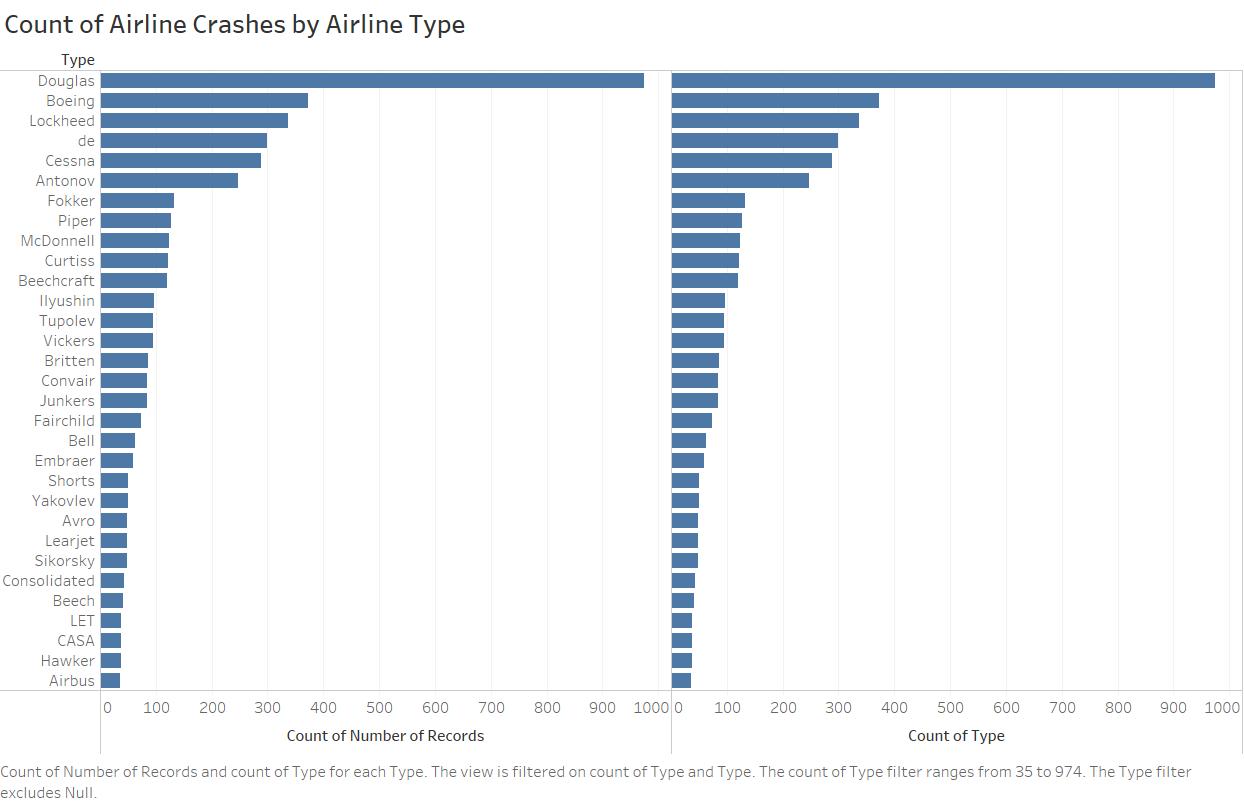 Count of Airline Crashes by Airline Type
Type
Douglas
Boeing
Lockheed
de
Cessna
Antonov
Fokker
Piper
McDonnell
Curtiss
Beechcraft
Ilyushin
Tupolev
Vickers
Britten
Convair
Junkers
Fairchild
Bell
Embraer
Shorts
Yakovlev
Avro
Learjet
Sikorsky
Consolidated
Beech
LET
CASA
Hawker
Airbus
0 100 200 300 400 500 600 700 800 900 1000 0 100 200 300 400 500 600 700 800 900 1000
Count of Number of Records Count of Type
Count of Number of Records and count of Type for each Type. The view is filtered on count of Type and Type. The count of Type filter ranges from 35 to 974. The Type filter
excludes Null.